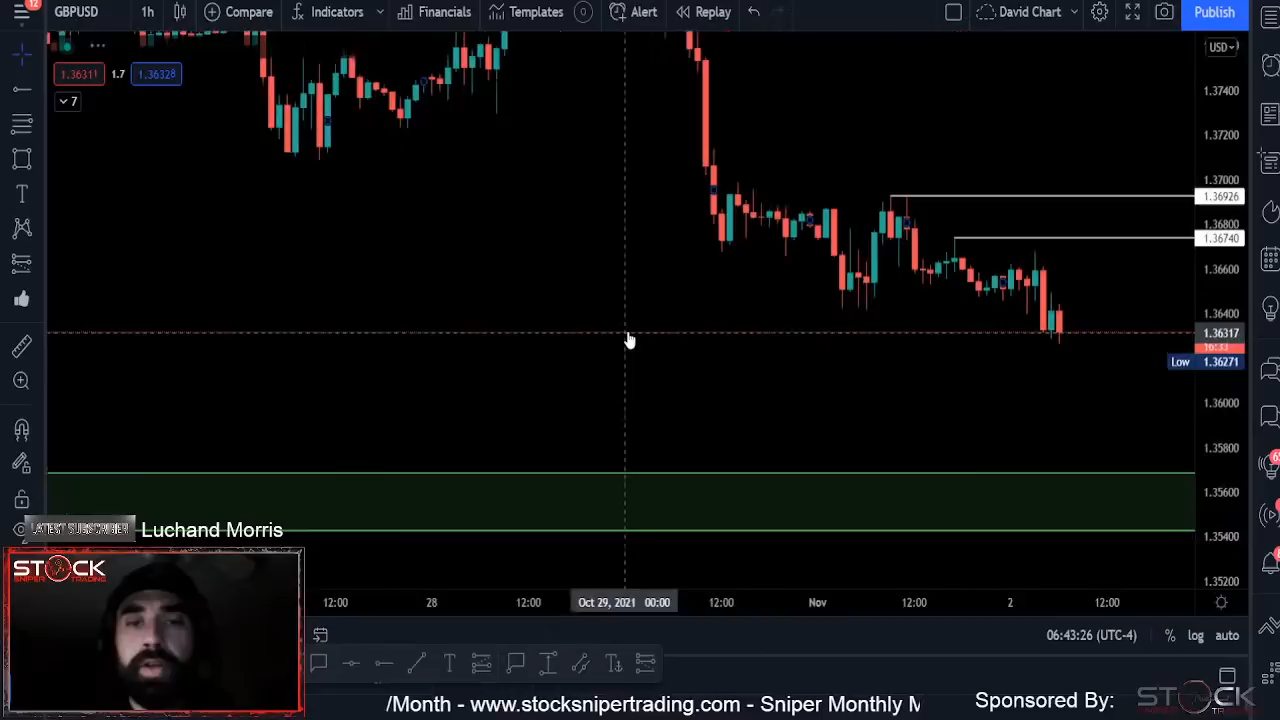 12
GBPUSD
1h
Compare
Indicators
Financials
Templates
Alert
Replay
David Chart
Publish
USD
1.36311
1.7
1.36328
7
1.37400
1.37200
1.37000
1.36926
1.36800
1.36740
1.36600
1.36400
1.36317
16:33
Low 1.36271
1.36000
1.35800
1.35600
1.35400
1.35200
LATEST SUBSCRIBER
Luchand Morris
STOCK
SNIPER TRADING
12:00
28
12:00
Oct 29, 2021 00:00
12:00
Nov
12:00
2
12:00
06:43:26 (UTC-4)
%
log
auto
/Month - www.stocksnipertrading.com - Sniper Monthly M
Sponsored By:
STOCK